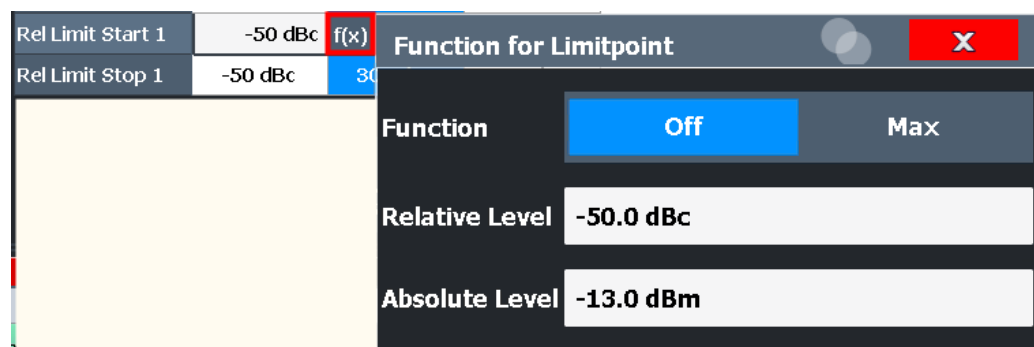 Rel Limit Start 1 -50 dBc f(x)
Rel Limit Stop 1 -50 dBc 30
Function for Limitpoint X
Function Off Max
Relative Level -50.0 dBc
Absolute Level -13.0 dBm